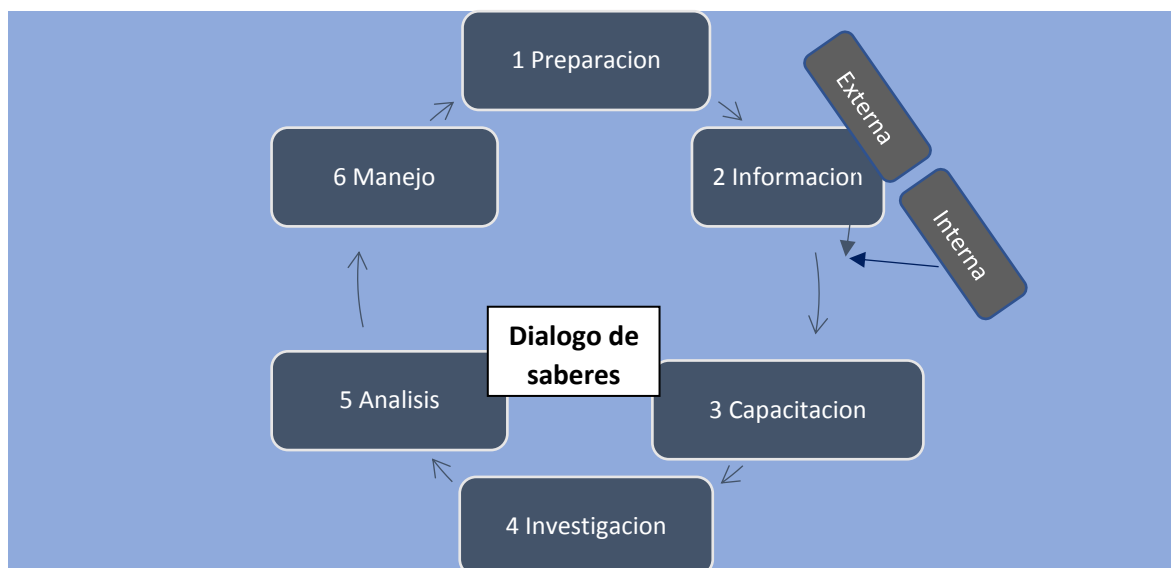 1 Preparacion
Externa
6 Manejo
2 Informacion
Interna
Dialogo de
saberes
5 Analisis
3 Capacitacion
4 Investigacion